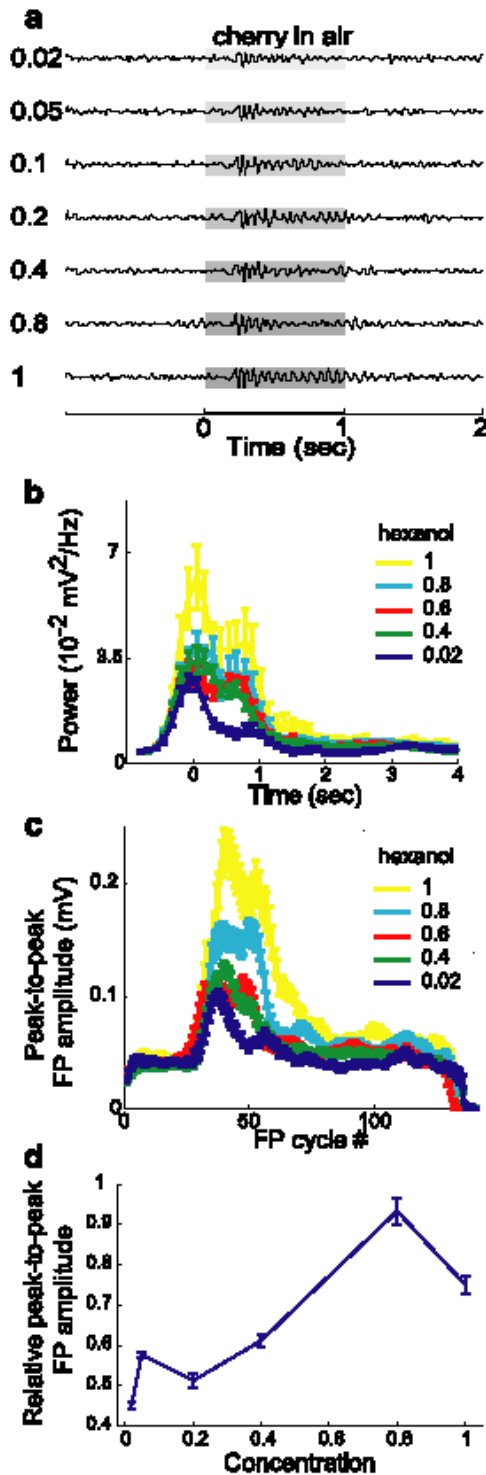 a
cherry in air
0.02
0.05
0.1
0.2
0.4
0.8
1
0 1 2
Time (sec)
b
Power (10⁻² mV²/Hz)
7
3.5
0
hexanol
1
0.8
0.6
0.4
0.02
0 1 2 3 4
Time (sec)
c
Peak-to-peak
FP amplitude (mV)
0.2
0.1
0
hexanol
1
0.8
0.6
0.4
0.02
0 50 100
FP cycle #
d
Relative peak-to-peak
FP amplitude
1
0.9
0.8
0.7
0.6
0.5
0.4
0 0.2 0.4 0.6 0.8 1
Concentration